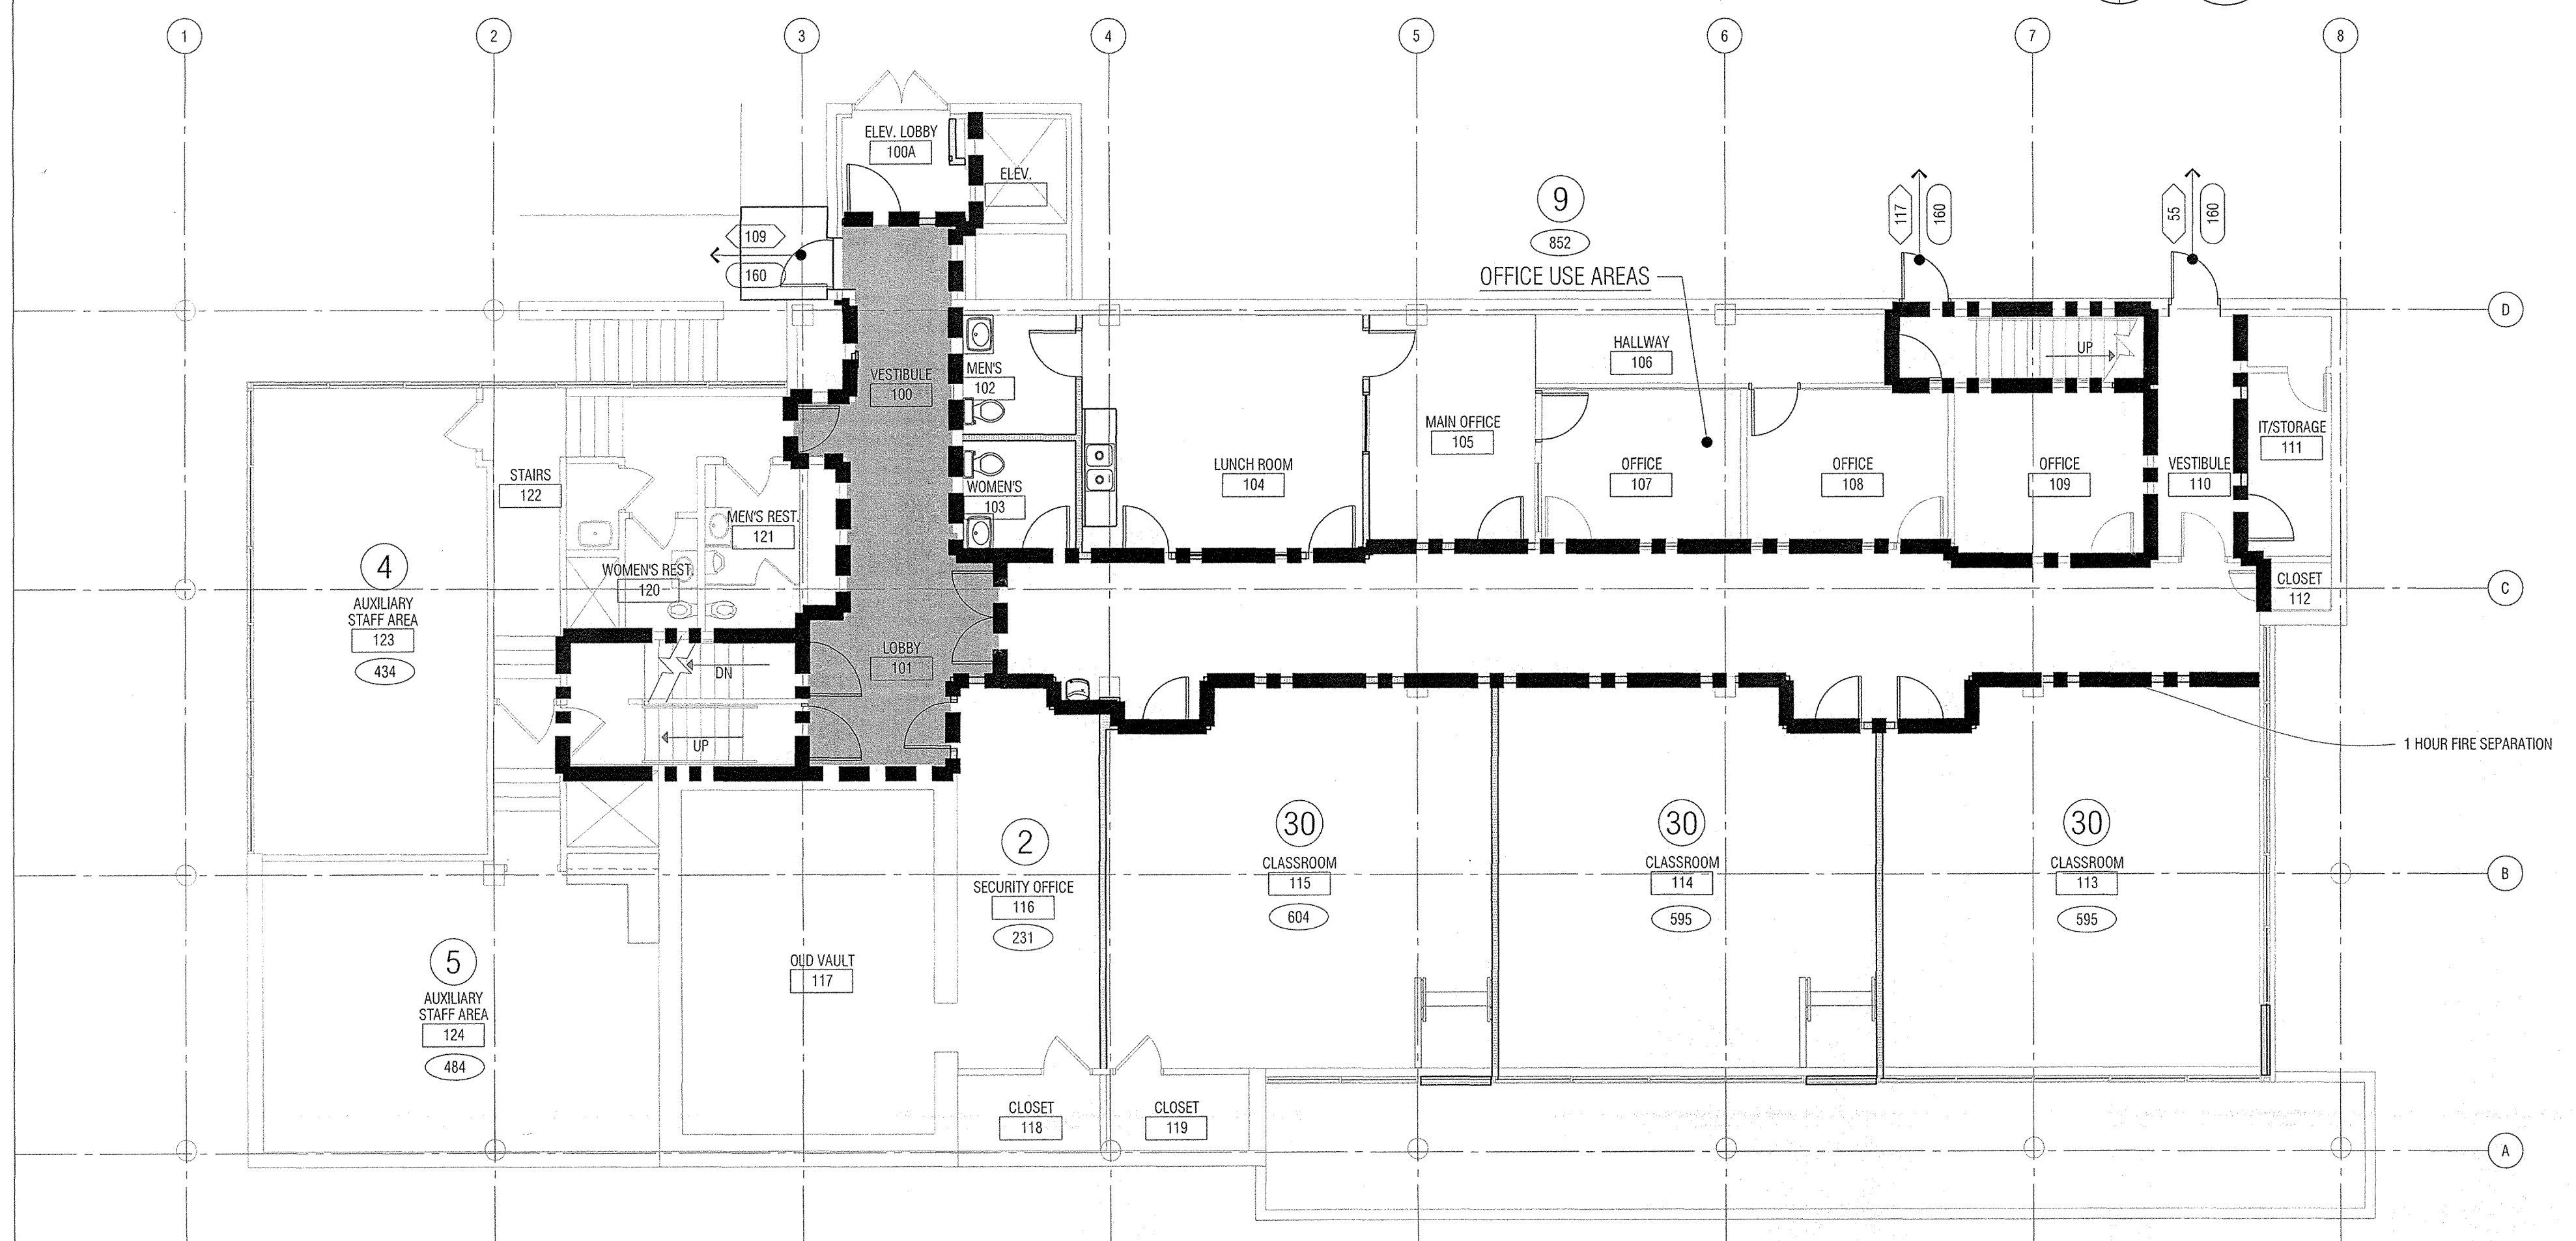 1
2
3
4
5
6
7
8
ELEV. LOBBY
100A
ELEV.
109
160
9
852
OFFICE USE AREAS
117
160
55
160
D
HALLWAY
106
UP
VESTIBULE
100
MEN'S
102
MAIN OFFICE
105
IT/STORAGE
111
LUNCH ROOM
104
OFFICE
107
OFFICE
108
OFFICE
109
VESTIBULE
110
STAIRS
122
WOMEN'S
103
MEN'S REST.
121
4
AUXILIARY
STAFF AREA
123
434
WOMEN'S REST.
120
CLOSET
112
C
LOBBY
101
DN
UP
1 HOUR FIRE SEPARATION
2
SECURITY OFFICE
116
231
30
CLASSROOM
115
604
30
CLASSROOM
114
595
30
CLASSROOM
113
595
B
5
AUXILIARY
STAFF AREA
124
484
OLD VAULT
117
CLOSET
118
CLOSET
119
A